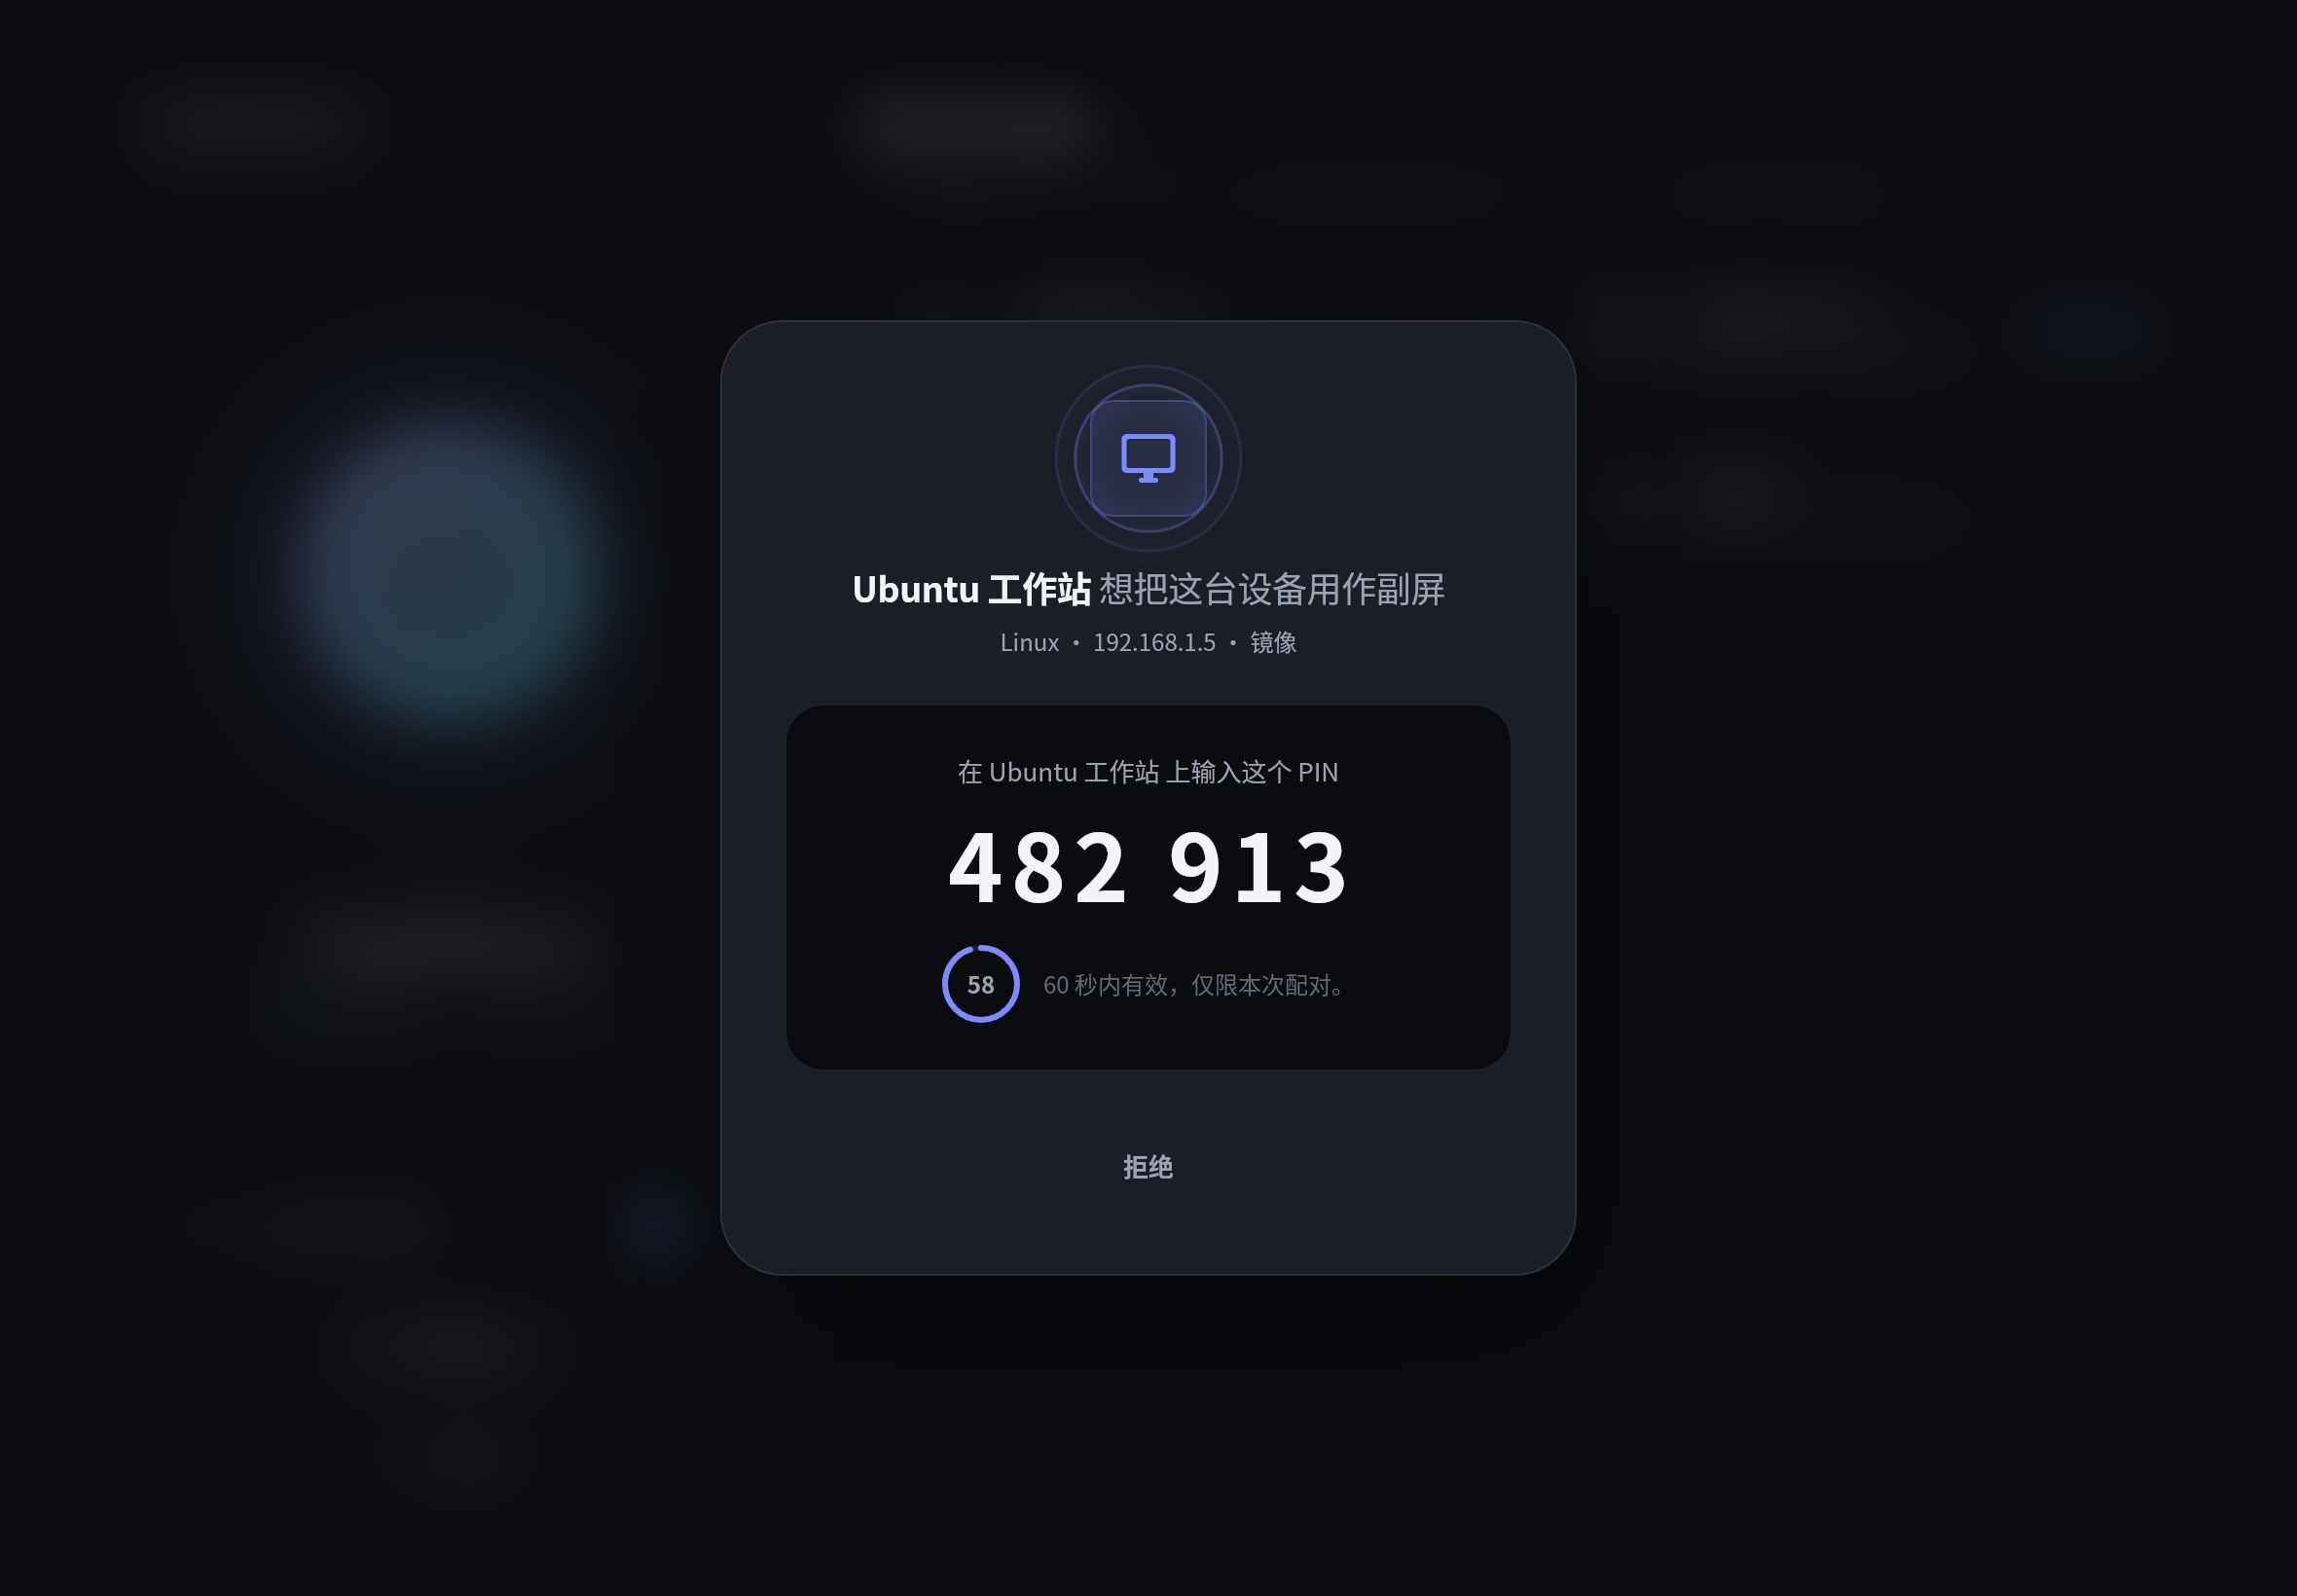 Ubuntu 工作站 想把这台设备用作副屏
Linux • 192.168.1.5 • 镜像
在 Ubuntu 工作站 上输入这个 PIN
482 913
58 60 秒内有效，仅限本次配对。
拒绝